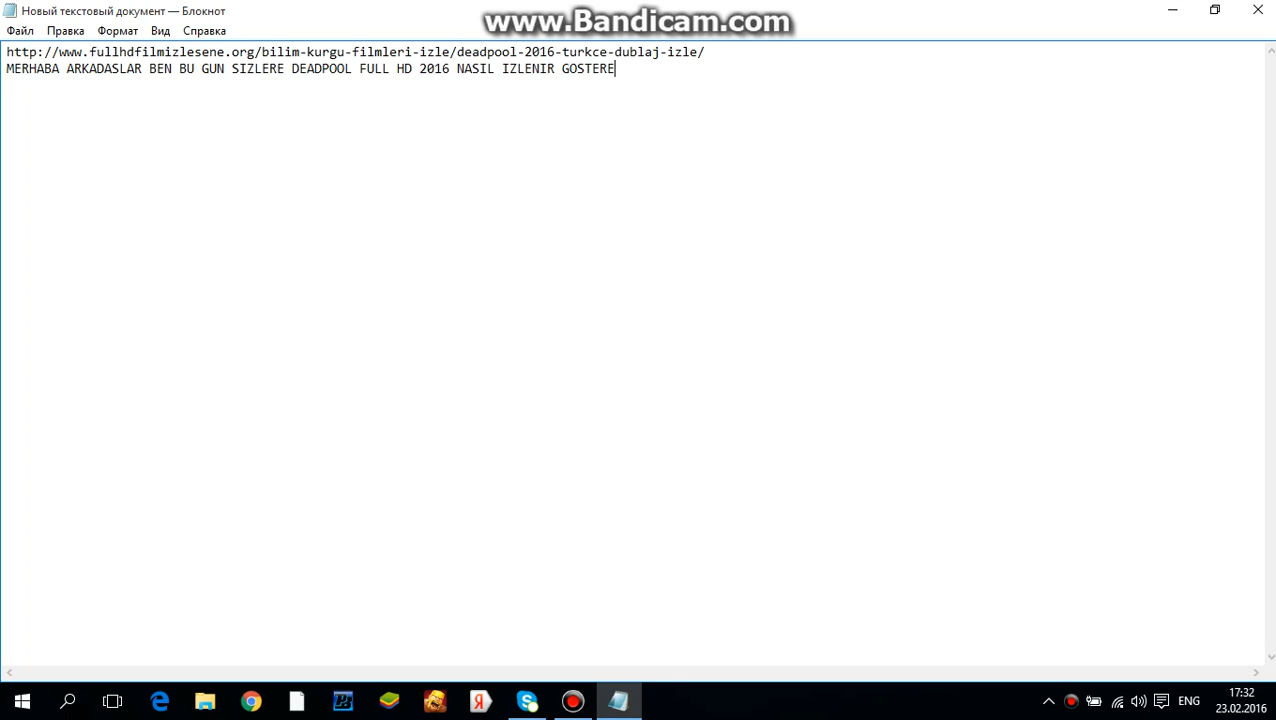 www.Bandicam.com
Новый текстовый документ — Блокнот
Файл Правка Формат Вид Справка
http://www.fullhdfilmizlesene.org/bilim-kurgu-filmleri-izle/deadpool-2016-turkce-dublaj-izle/
MERHABA ARKADASLAR BEN BU GUN SIZLERE DEADPOOL FULL HD 2016 NASIL IZLENIR GOSTERE
Я
ENG
17:32
23.02.2016